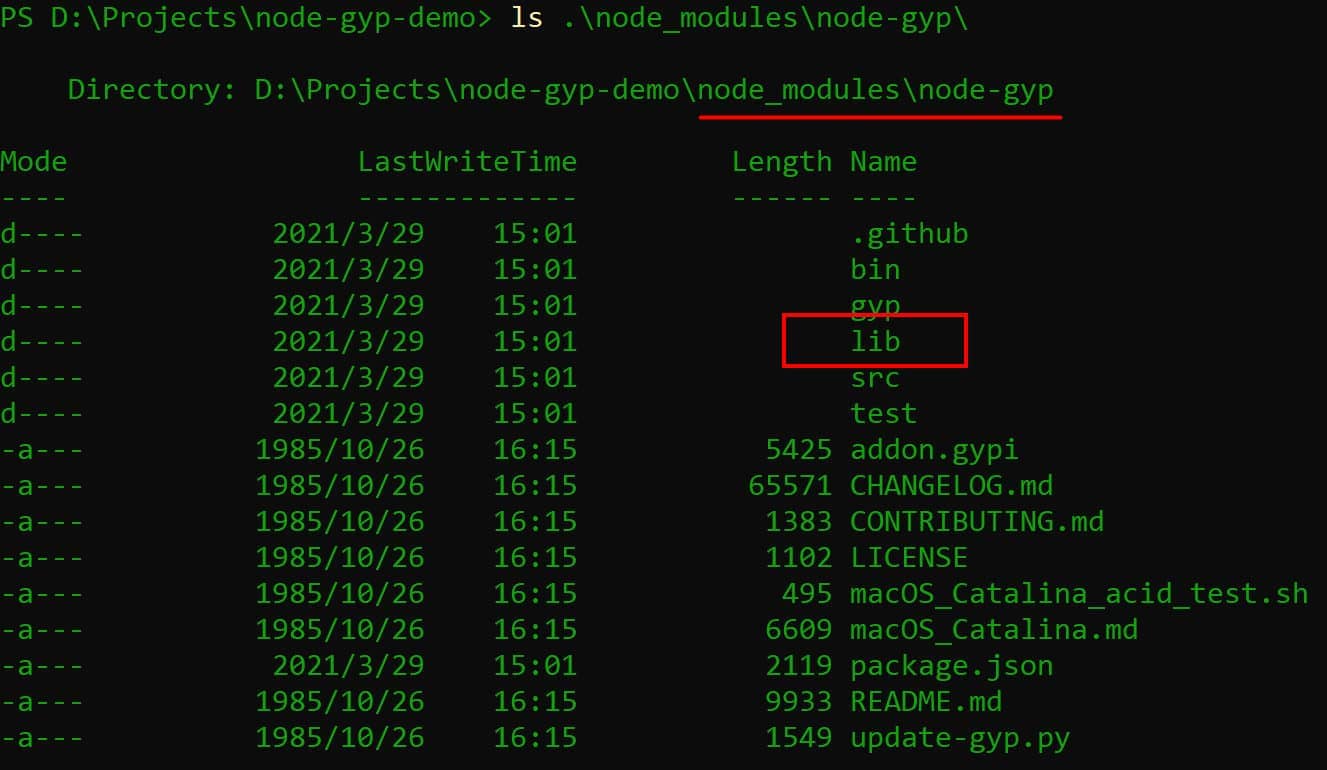 PS D:\Projects\node-gyp-demo> ls .\node_modules\node-gyp\
Directory: D:\Projects\node-gyp-demo\node_modules\node-gyp
Mode LastWriteTime Length Name
---- ------------- ------ ----
d---- 2021/3/29 15:01 .github
d---- 2021/3/29 15:01 bin
d---- 2021/3/29 15:01 gyp
d---- 2021/3/29 15:01 lib
d---- 2021/3/29 15:01 src
d---- 2021/3/29 15:01 test
-a--- 1985/10/26 16:15 5425 addon.gypi
-a--- 1985/10/26 16:15 65571 CHANGELOG.md
-a--- 1985/10/26 16:15 1383 CONTRIBUTING.md
-a--- 1985/10/26 16:15 1102 LICENSE
-a--- 1985/10/26 16:15 495 macOS_Catalina_acid_test.sh
-a--- 1985/10/26 16:15 6609 macOS_Catalina.md
-a--- 2021/3/29 15:01 2119 package.json
-a--- 1985/10/26 16:15 9933 README.md
-a--- 1985/10/26 16:15 1549 update-gyp.py